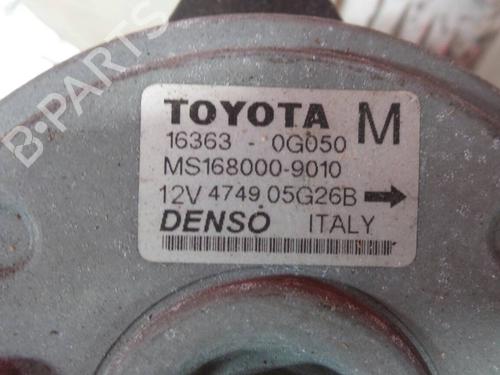 TOYOTA M
16363 - 0G050
MS168000-9010
12V 4749 05G26B →
DENSO ITALY
B-PARTS